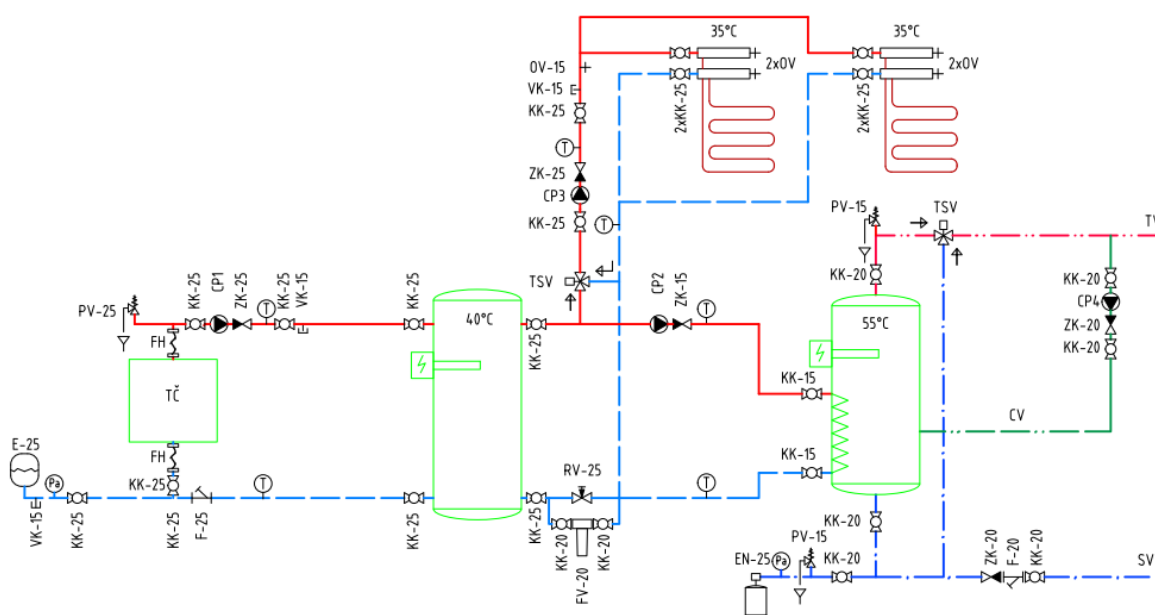 35°C
35°C
2xOV
2xOV
OV-15
VK-15
KK-25
2xKK-25
2xKK-25
T
ZK-25
CP3
KK-25
T
TSV
PV-15
TSV
TV
KK-20
KK-20
CP4
ZK-20
KK-20
PV-25
KK-25
CP1
ZK-25
T
KK-25
VK-15
KK-25
40°C
KK-25
CP2
ZK-15
T
55°C
FH
TČ
KK-15
CV
E-25
FH
KK-25
Pa
VK-15
KK-25
KK-25
F-25
T
KK-25
KK-25
RV-25
KK-20
FV-20
KK-20
T
KK-15
KK-20
PV-15
EN-25
Pa
KK-20
ZK-20
F-20
KK-20
SV